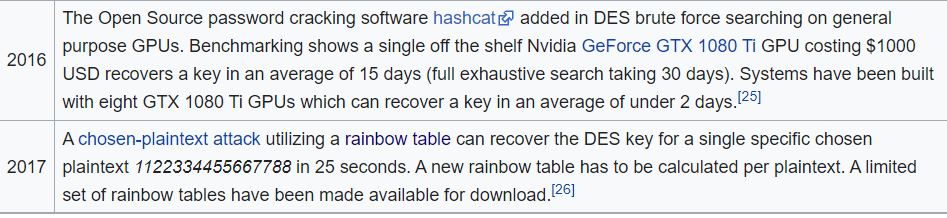 2016
The Open Source password cracking software hashcat added in DES brute force searching on general
purpose GPUs. Benchmarking shows a single off the shelf Nvidia GeForce GTX 1080 Ti GPU costing $1000
USD recovers a key in an average of 15 days (full exhaustive search taking 30 days). Systems have been built
with eight GTX 1080 Ti GPUs which can recover a key in an average of under 2 days.[25]
2017
A chosen-plaintext attack utilizing a rainbow table can recover the DES key for a single specific chosen
plaintext 1122334455667788 in 25 seconds. A new rainbow table has to be calculated per plaintext. A limited
set of rainbow tables have been made available for download.[26]